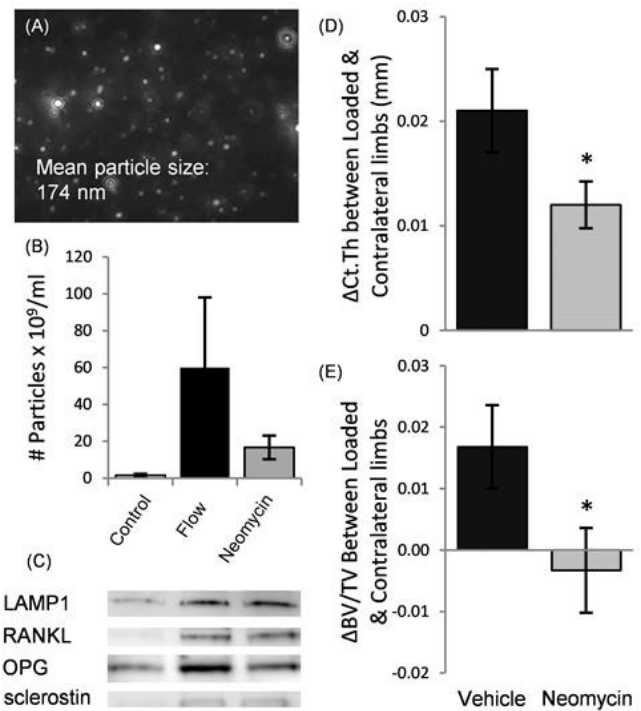 (A)
Mean particle size:
174 nm
(B)
# Particles x 10⁹/ml
120
100
80
60
40
20
0
Control
Flow
Neomycin
(C)
LAMP1
RANKL
OPG
sclerostin
(D)
ΔCt.Th between Loaded &
Contralateral limbs (mm)
0.03
0.02
0.01
0
*
(E)
ΔBV/TV Between Loaded
& Contralateral limbs
0.03
0.02
0.01
0.00
-0.01
-0.02
*
Vehicle
Neomycin